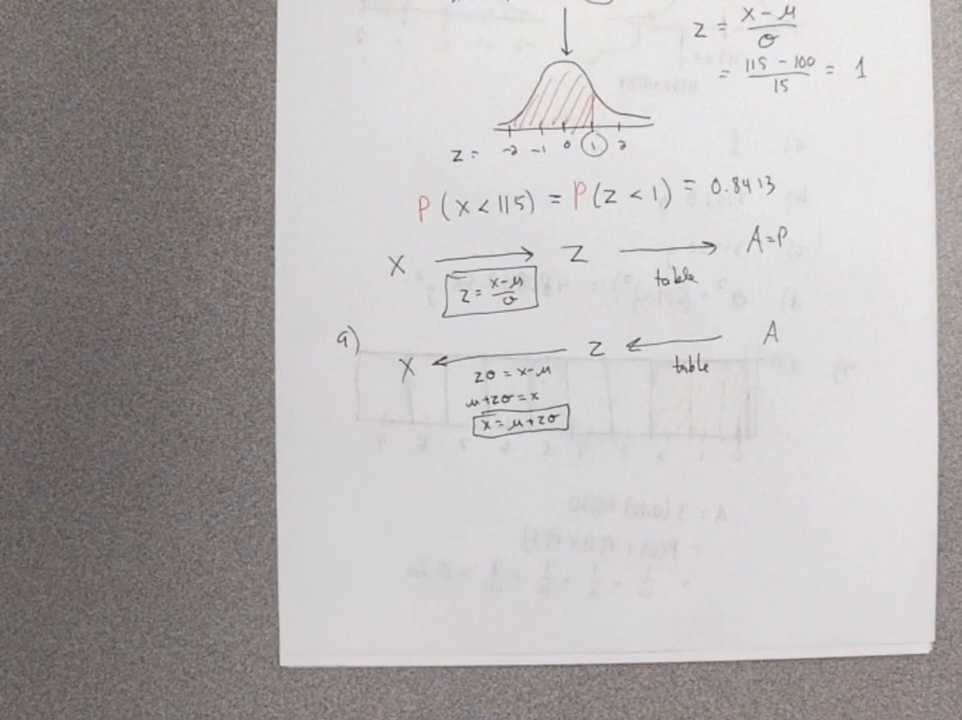 z = x-μ/σ
= 115 - 100/15 = 1
z = -2 -1 0 1 2
P(x<115) = P(z<1) = 0.8413
X → Z → A=P
z = x-μ/σ table
a)
X ← Z ← A
zσ = x-μ table
μ+zσ = x
x = μ+zσ